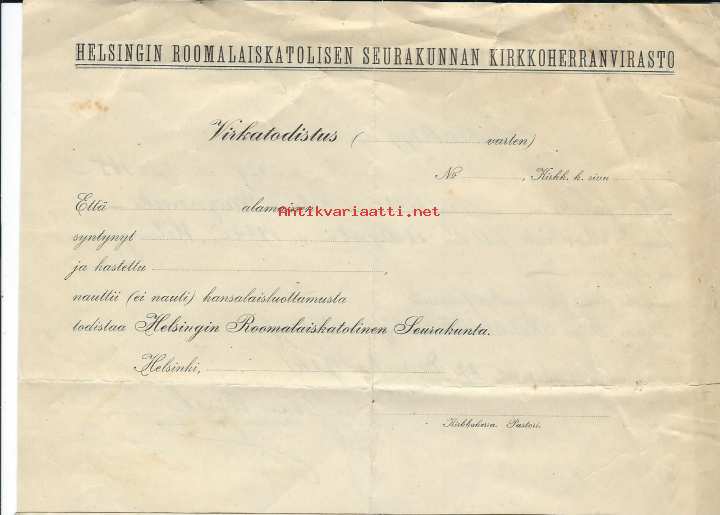 HELSINGIN ROOMALAISKATOLISEN SEURAKUNNAN KIRKKOHERRANVIRASTO
Virkatodistus ( varten)
No , Kirkk. k. sivu
Että alamainen
Antikvariaatti.net
syntynyt
ja kastettu ,
nauttii (ei nauti) kansalaisluottamusta
todistaa Helsingin Roomalaiskatolinen Seurakunta.
Helsinki,
Kirkkoherra. Pastori.